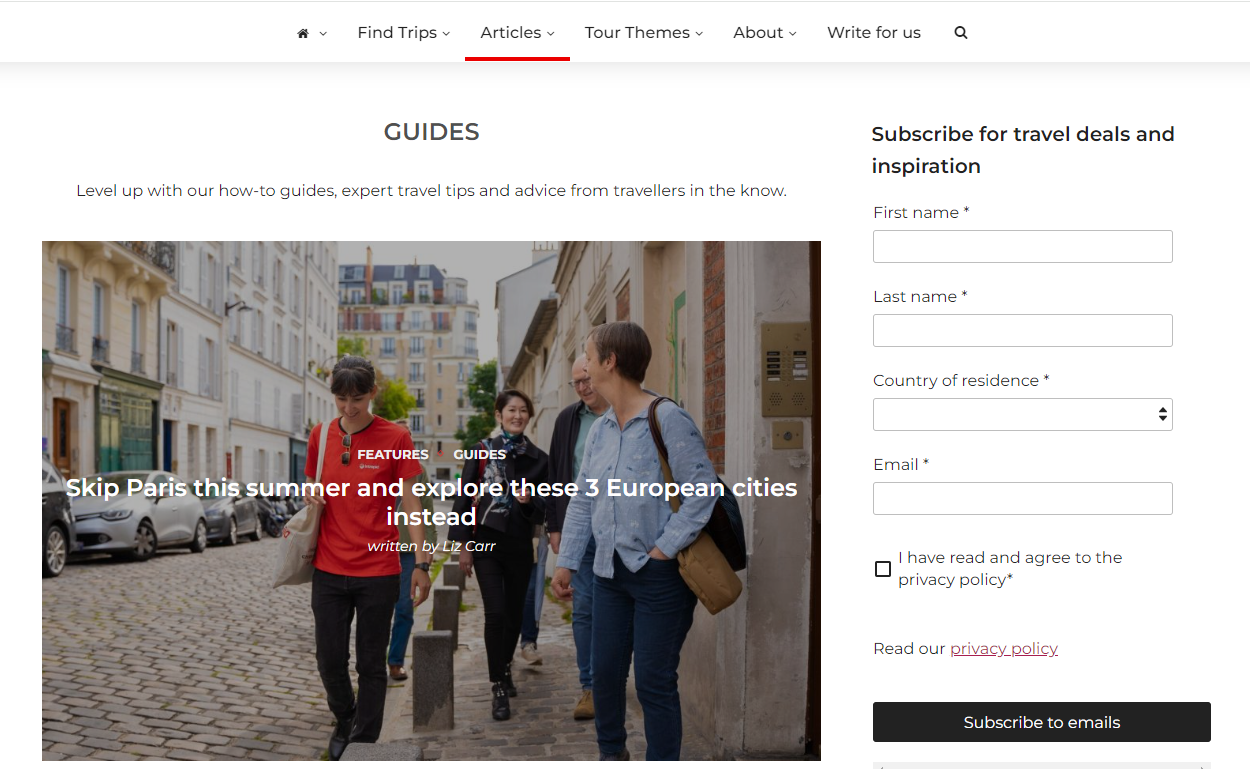 Find Trips
Articles
Tour Themes
About
Write for us
GUIDES
Level up with our how-to guides, expert travel tips and advice from travellers in the know.
FEATURES GUIDES
Skip Paris this summer and explore these 3 European cities
instead
written by Liz Carr
Subscribe for travel deals and
inspiration
First name *
Last name *
Country of residence *
Email *
I have read and agree to the
privacy policy*
Read our privacy policy
Subscribe to emails